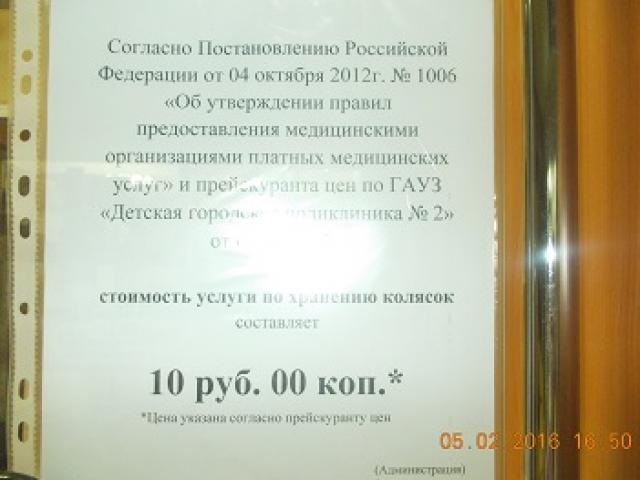 Согласно Постановлению Российской
Федерации от 04 октября 2012г. № 1006
«Об утверждении правил
предоставления медицинскими
организациями платных медицинских
услуг» и прейскуранта цен по ГАУЗ
«Детская городская поликлиника № 2»
от
стоимость услуги по хранению колясок
составляет
10 руб. 00 коп.*
*Цена указана согласно прейскуранту цен
(Администрация)
05.02.2016 16:50